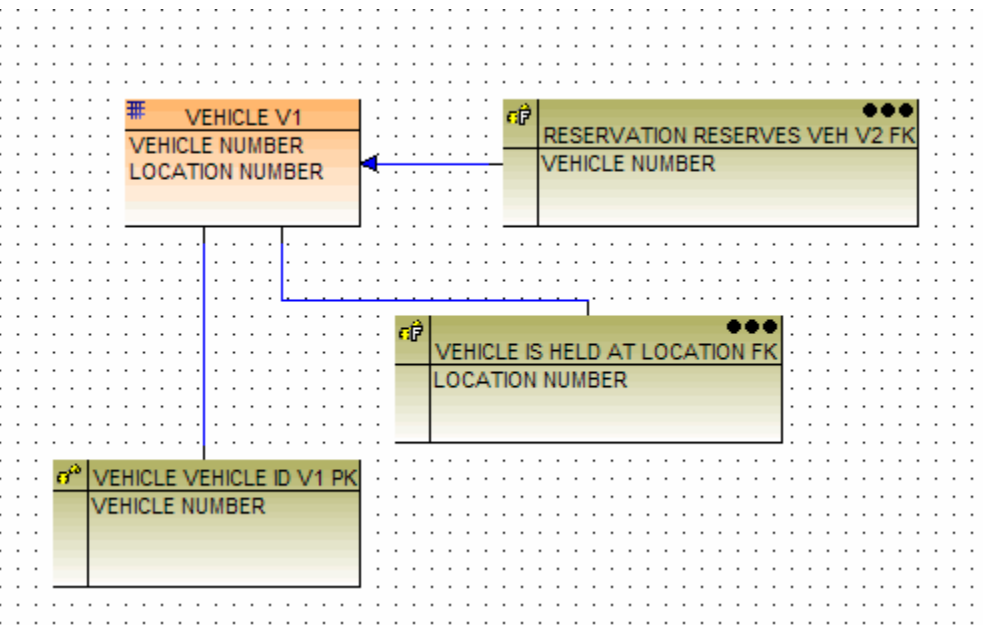 VEHICLE V1
VEHICLE NUMBER
LOCATION NUMBER
RESERVATION RESERVES VEH V2 FK
VEHICLE NUMBER
VEHICLE IS HELD AT LOCATION FK
LOCATION NUMBER
VEHICLE VEHICLE ID V1 PK
VEHICLE NUMBER